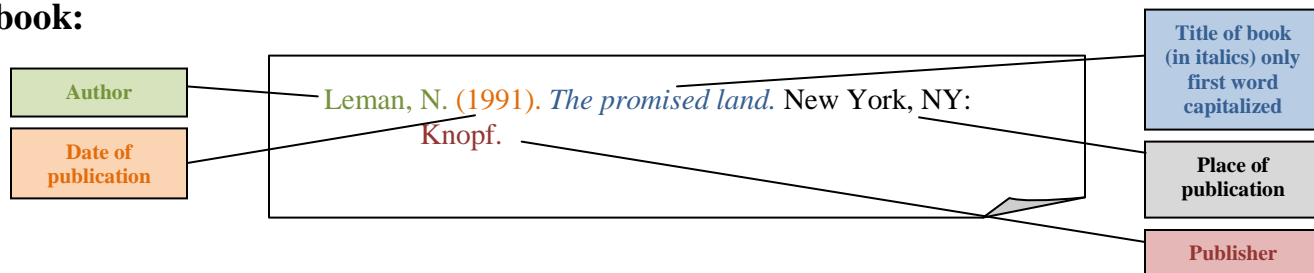 book:
Author
Date of
publication
Leman, N. (1991). The promised land. New York, NY:
Knopf.
Title of book
(in italics) only
first word
capitalized
Place of
publication
Publisher